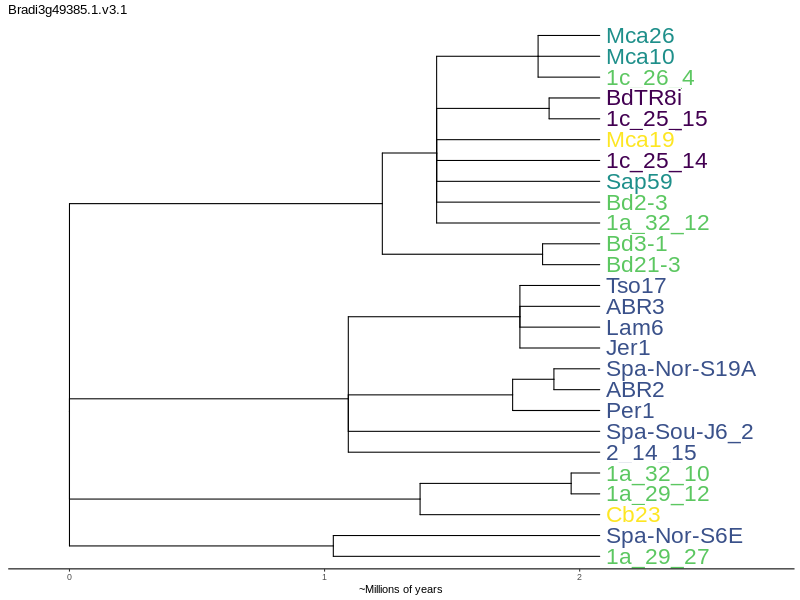 Bradi3g49385.1.v3.1
Mca26
Mca10
1c_26_4
BdTR8i
1c_25_15
Mca19
1c_25_14
Sap59
Bd2-3
1a_32_12
Bd3-1
Bd21-3
Tso17
ABR3
Lam6
Jer1
Spa-Nor-S19A
ABR2
Per1
Spa-Sou-J6_2
2_14_15
1a_32_10
1a_29_12
Cb23
Spa-Nor-S6E
1a_29_27
0 1 2
~Millions of years